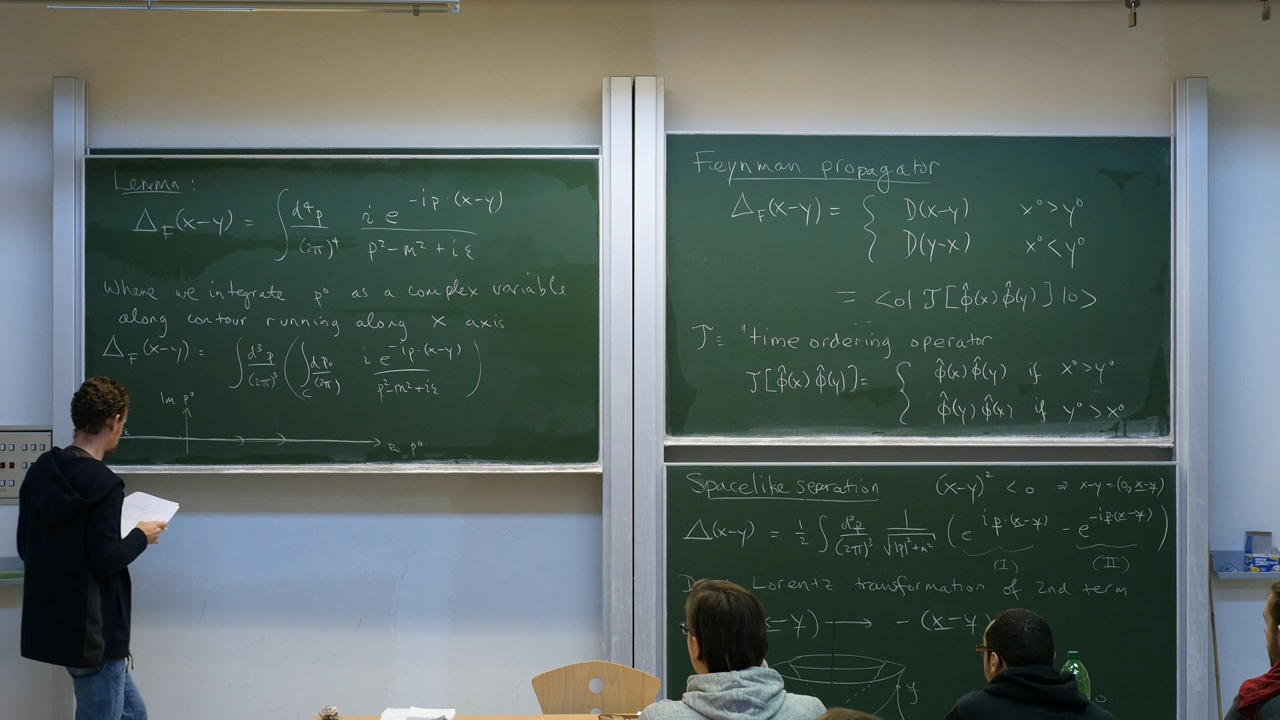 Lemma:
Δ_F(x-y) = ∫ d⁴p/(2π)⁴ i e^{-ip·(x-y)} / p²-m²+iε
Where we integrate p⁰ as a complex variable
along contour running along x axis
Δ_F(x-y) = ∫ d³p/(2π)³ ( ∫_C dp₀/(2π) i e^{-ip·(x-y)} / p²-m²+iε )
Im p⁰
Re p⁰
Feynman propagator
Δ_F(x-y) = { D(x-y) x⁰>y⁰
D(y-x) x⁰<y⁰
= <0| T[φ̂(x)φ̂(y)] |0>
T = "time ordering operator
T[φ̂(x)φ̂(y)] = { φ̂(x)φ̂(y) if x⁰>y⁰
φ̂(y)φ̂(x) if y⁰>x⁰
Spacelike separation (x-y)² < 0 ⇒ x-y=(0,x-y)
Δ(x-y) = ½ ∫ d³p/(2π)³ 1/√|p|²+m² ( e^{ip·(x-y)} - e^{-ip(x-y)} )
(I) (II)
Lorentz transformation of 2nd term
x-y) → -(x-y)
y